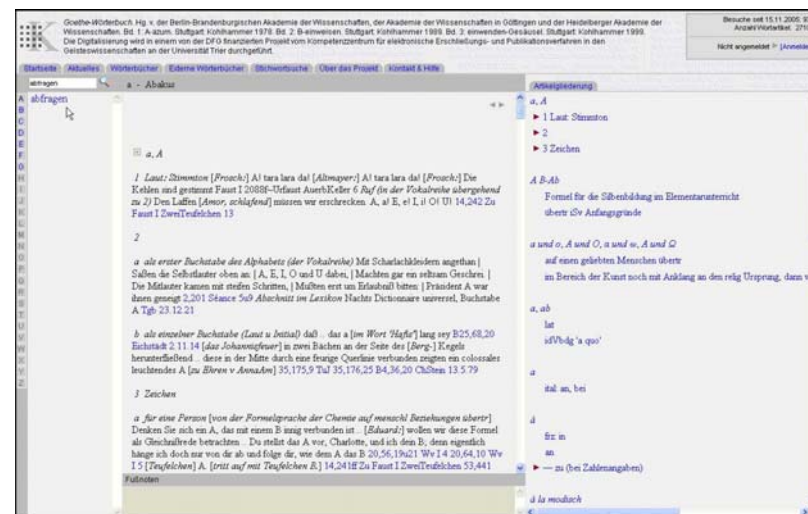 Goethe-Wörterbuch. Hg. v. der Berlin-Brandenburgischen Akademie der Wissenschaften, der Akademie der Wissenschaften in Göttingen und der Heidelberger Akademie der
Wissenschaften. Bd. 1: A-azurn. Stuttgart: Kohlhammer 1978. Bd. 2: B-einweisen. Stuttgart: Kohlhammer 1989. Bd. 3: einwenden-Ge-
säusel. Stuttgart: Kohlhammer 1999.
Die Digitalisierung wird in einem von der DFG finanzierten Projekt vom Kompetenzzentrum für elektronische Erschließungs- und Publikationsverfahren in den
Geisteswissenschaften an der Universität Trier durchgeführt.
Besuche seit 15.11.2005: 93
Anzahl Wortartikel: 2710
Nicht angemeldet [Anmelde
Startseite Aktuelles Wörterbücher Externe Wörterbücher Stichwortsuche Über das Projekt Kontakt & Hilfe
abfragen
abfragen
A
B
C
D
E
F
G
H
I
J
K
L
M
N
O
P
Q
R
S
T
U
V
W
X
Y
Z
a - Abakus
a, A
1 Laut: Stimmton [Frosch:] A! tara lara da! [Altmayer:] A! tara lara da! [Frosch:] Die
Kehlen sind gestimmt Faust I 2088f~Urfaust AuerbKeller 6 Ruf (in der Vokalreihe übergehend
zu 2) Den Laffen [Amor, schlafend] müssen wir erschrecken. A, a! E, e! I, i! O! U! 14,242 Zu
Faust I ZweiTeufelchen 13
2
a als erster Buchstabe des Alphabets (der Vokalreihe) Mit Scharlachkleidern angethan |
Saßen die Selbstlauter oben an: | A, E, I, O und U dabei, | Machten gar ein seltsam Geschrei. |
Die Mitlauter kamen mit steifen Schritten, | Mußten erst um Erlaubniß bitten: | Präsident A war
ihnen geneigt 2,201 Séance 5u9 Abschnitt im Lexikon Nachts Dictionnaire universel, Buchstabe
A Tgb 23.12.21
b als einzelner Buchstabe (Laut u Initial) daß .. das a [im Wort 'Hafis'] lang sey B25,68,20
Eichstädt 2.11.14 [das Johannisfeuer] in zwei Bächen an der Seite des [Berg-] Kegels
herunterfließend .. diese in der Mitte durch eine feurige Querlinie verbunden zeigten ein colossales
leuchtendes A [zu Ehren v AnnaAm] 35,175,9 TuJ 35,176,25 B4,36,20 ChStein 13.5.79
3 Zeichen
a für eine Person [von der Formelsprache der Chemie auf menschl Beziehungen übertr]
Denken Sie sich ein A, das mit einem B innig verbunden ist .. [Eduard:] wollen wir diese Formel
als Gleichnißrede betrachten .. Du stellst das A vor, Charlotte, und ich dein B; denn eigentlich
hänge ich doch nur von dir ab und folge dir, wie dem A das B 20,56,19u21 Wv I 4 20,64,10 Wv
I 5 [Teufelchen] A. [tritt auf mit Teufelchen B.] 14,241ff Zu Faust I ZweiTeufelchen 53,441
Fußnoten
Artikelgliederung
a, A
1 Laut: Stimmton
2
3 Zeichen
A B-Ab
Formel für die Silbenbildung im Elementarunterricht
übertr iSv Anfangsgründe
a und o, A und O, a und w, A und Ω
auf einen geliebten Menschen übertr
im Bereich der Kunst noch mit Anklang an den relig Ursprung, dann v
a, ab
lat
idVbdg 'a quo'
a
ital: an, bei
à
frz: in
an
— zu (bei Zahlenangaben)
à la modisch